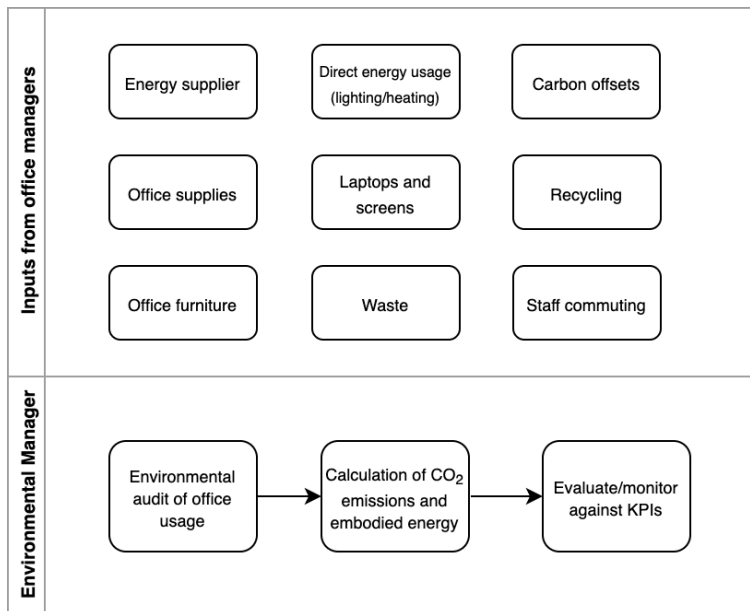 Inputs from office managers
Energy supplier
Direct energy usage
(lighting/heating)
Carbon offsets
Office supplies
Laptops and
screens
Recycling
Office furniture
Waste
Staff commuting
Environmental Manager
Environmental
audit of office
usage
Calculation of CO₂
emissions and
embodied energy
Evaluate/monitor
against KPIs